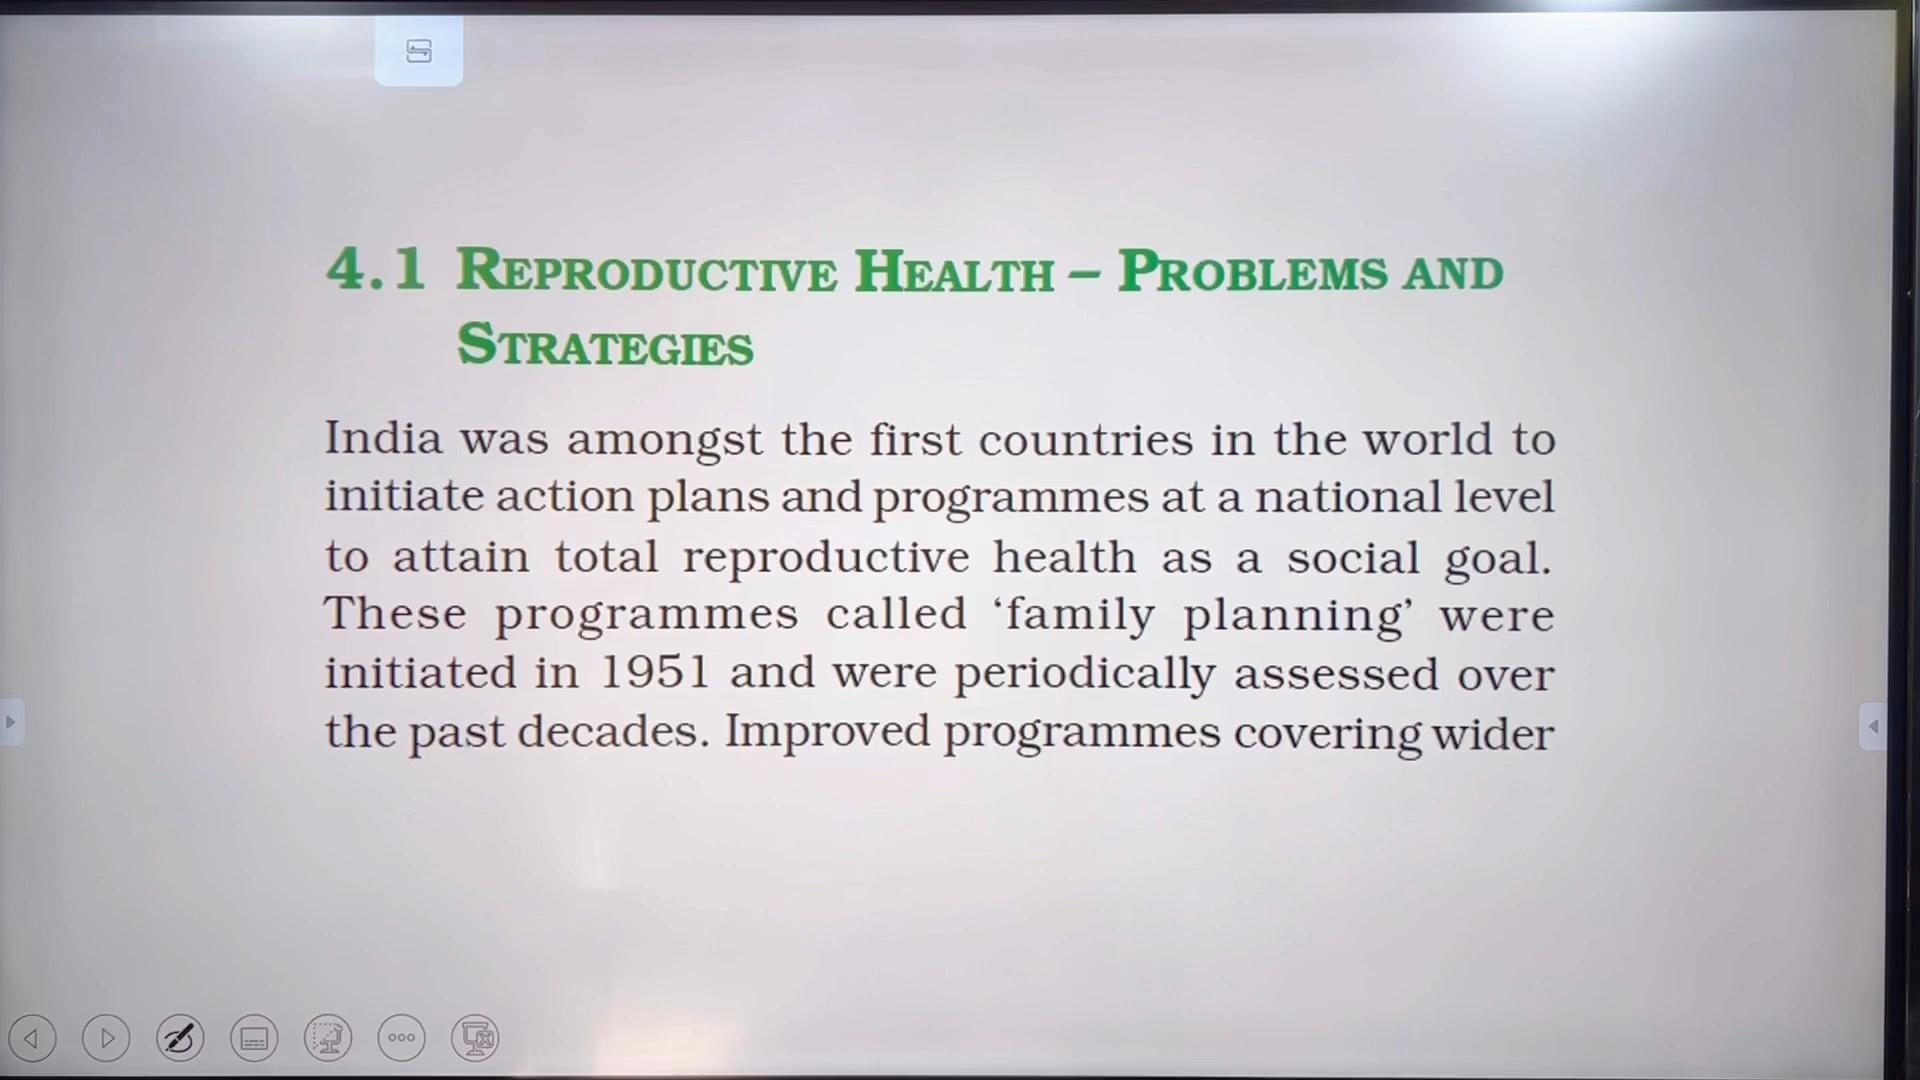 4.1 REPRODUCTIVE HEALTH – PROBLEMS AND
STRATEGIES
India was amongst the first countries in the world to
initiate action plans and programmes at a national level
to attain total reproductive health as a social goal.
These programmes called ‘family planning’ were
initiated in 1951 and were periodically assessed over
the past decades. Improved programmes covering wider